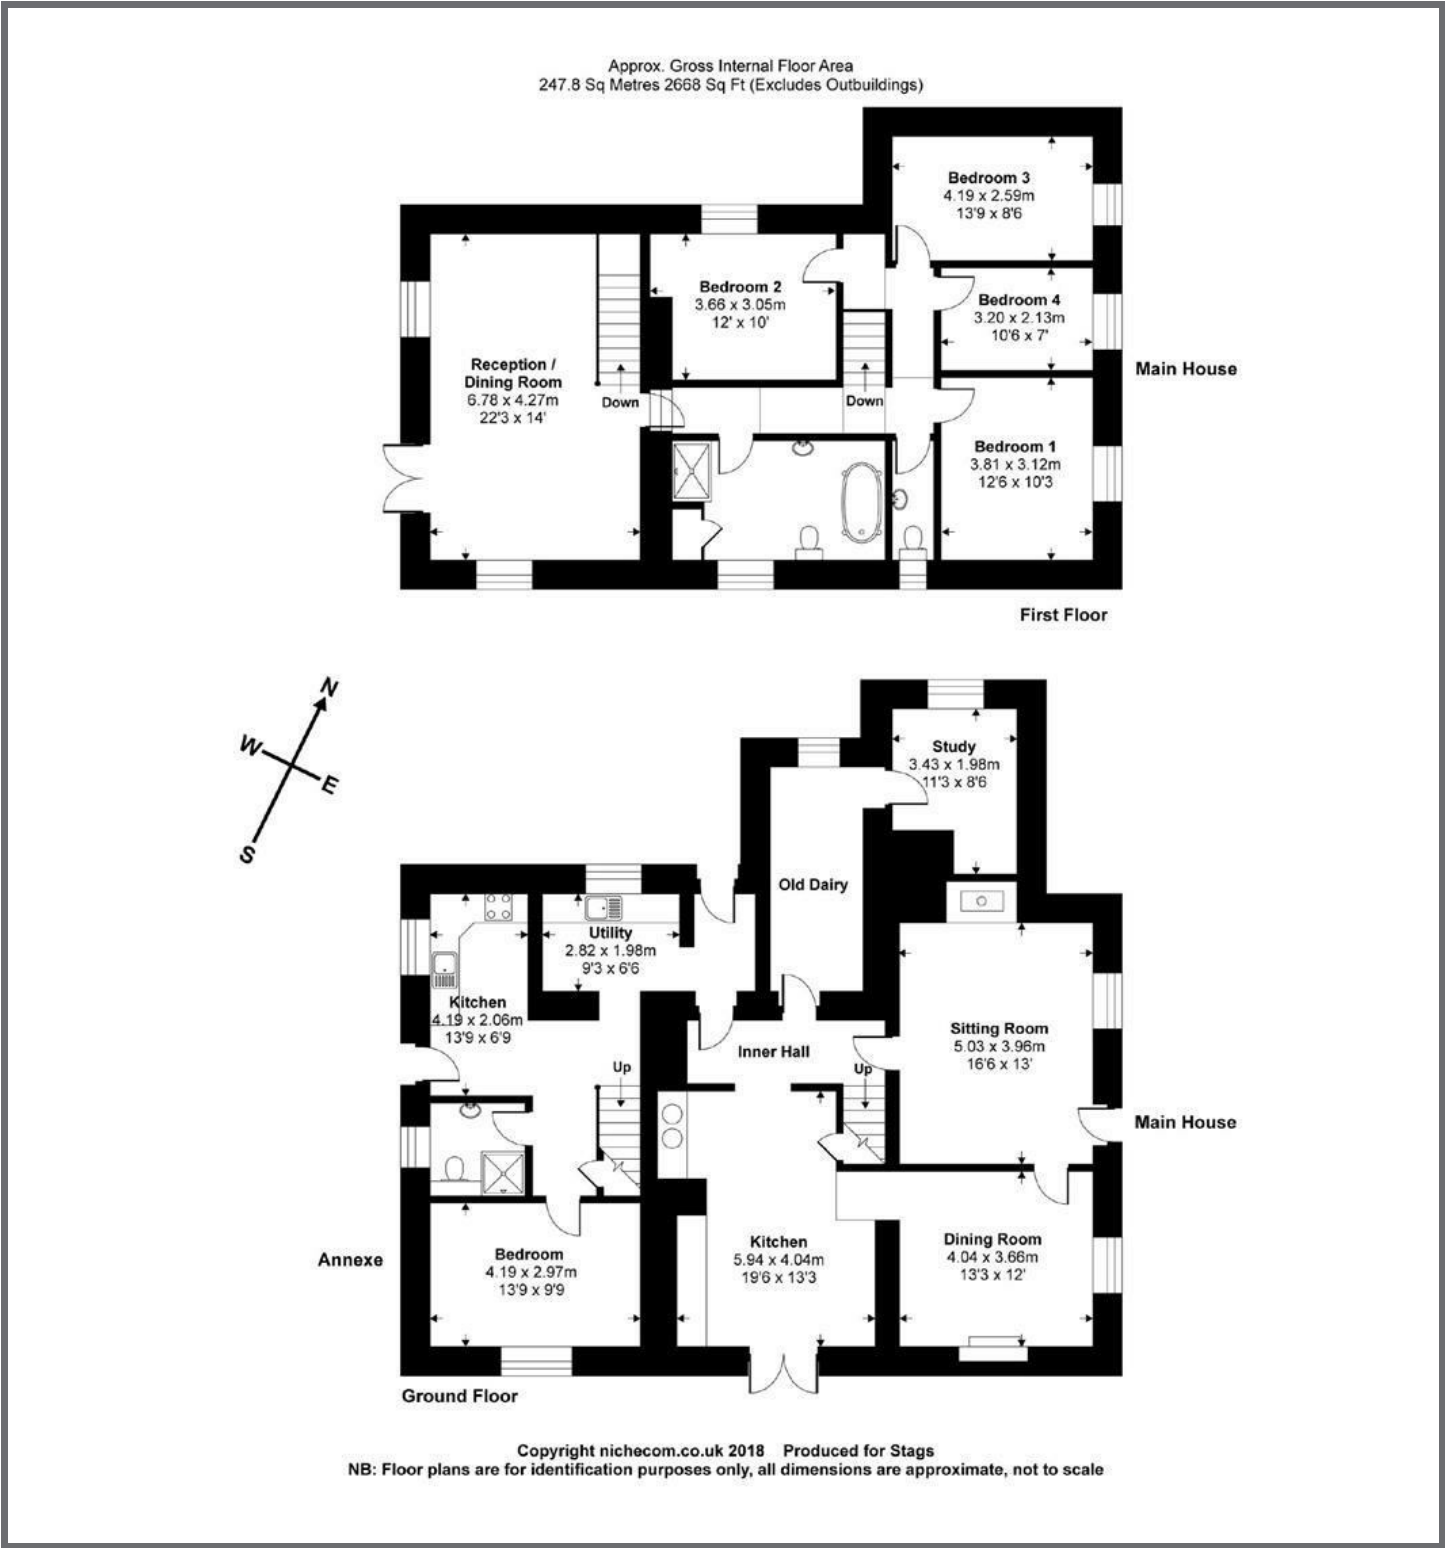 Approx. Gross Internal Floor Area
247.8 Sq Metres 2668 Sq Ft (Excludes Outbuildings)
Bedroom 3
4.19 x 2.59m
13'9 x 8'6
Bedroom 2
3.66 x 3.05m
12' x 10'
Bedroom 4
3.20 x 2.13m
10'6 x 7'
Reception /
Dining Room
6.78 x 4.27m
22'3 x 14'
Down
Down
Main House
Bedroom 1
3.81 x 3.12m
12'6 x 10'3
First Floor
N
W
E
S
Study
3.43 x 1.98m
11'3 x 8'6
Old Dairy
Utility
2.82 x 1.98m
9'3 x 6'6
Kitchen
4.19 x 2.06m
13'9 x 6'9
Inner Hall
Up
Up
Sitting Room
5.03 x 3.96m
16'6 x 13'
Main House
Annexe
Bedroom
4.19 x 2.97m
13'9 x 9'9
Kitchen
5.94 x 4.04m
19'6 x 13'3
Dining Room
4.04 x 3.66m
13'3 x 12'
Ground Floor
Copyright nichecom.co.uk 2018 Produced for Stags
NB: Floor plans are for identification purposes only, all dimensions are approximate, not to scale